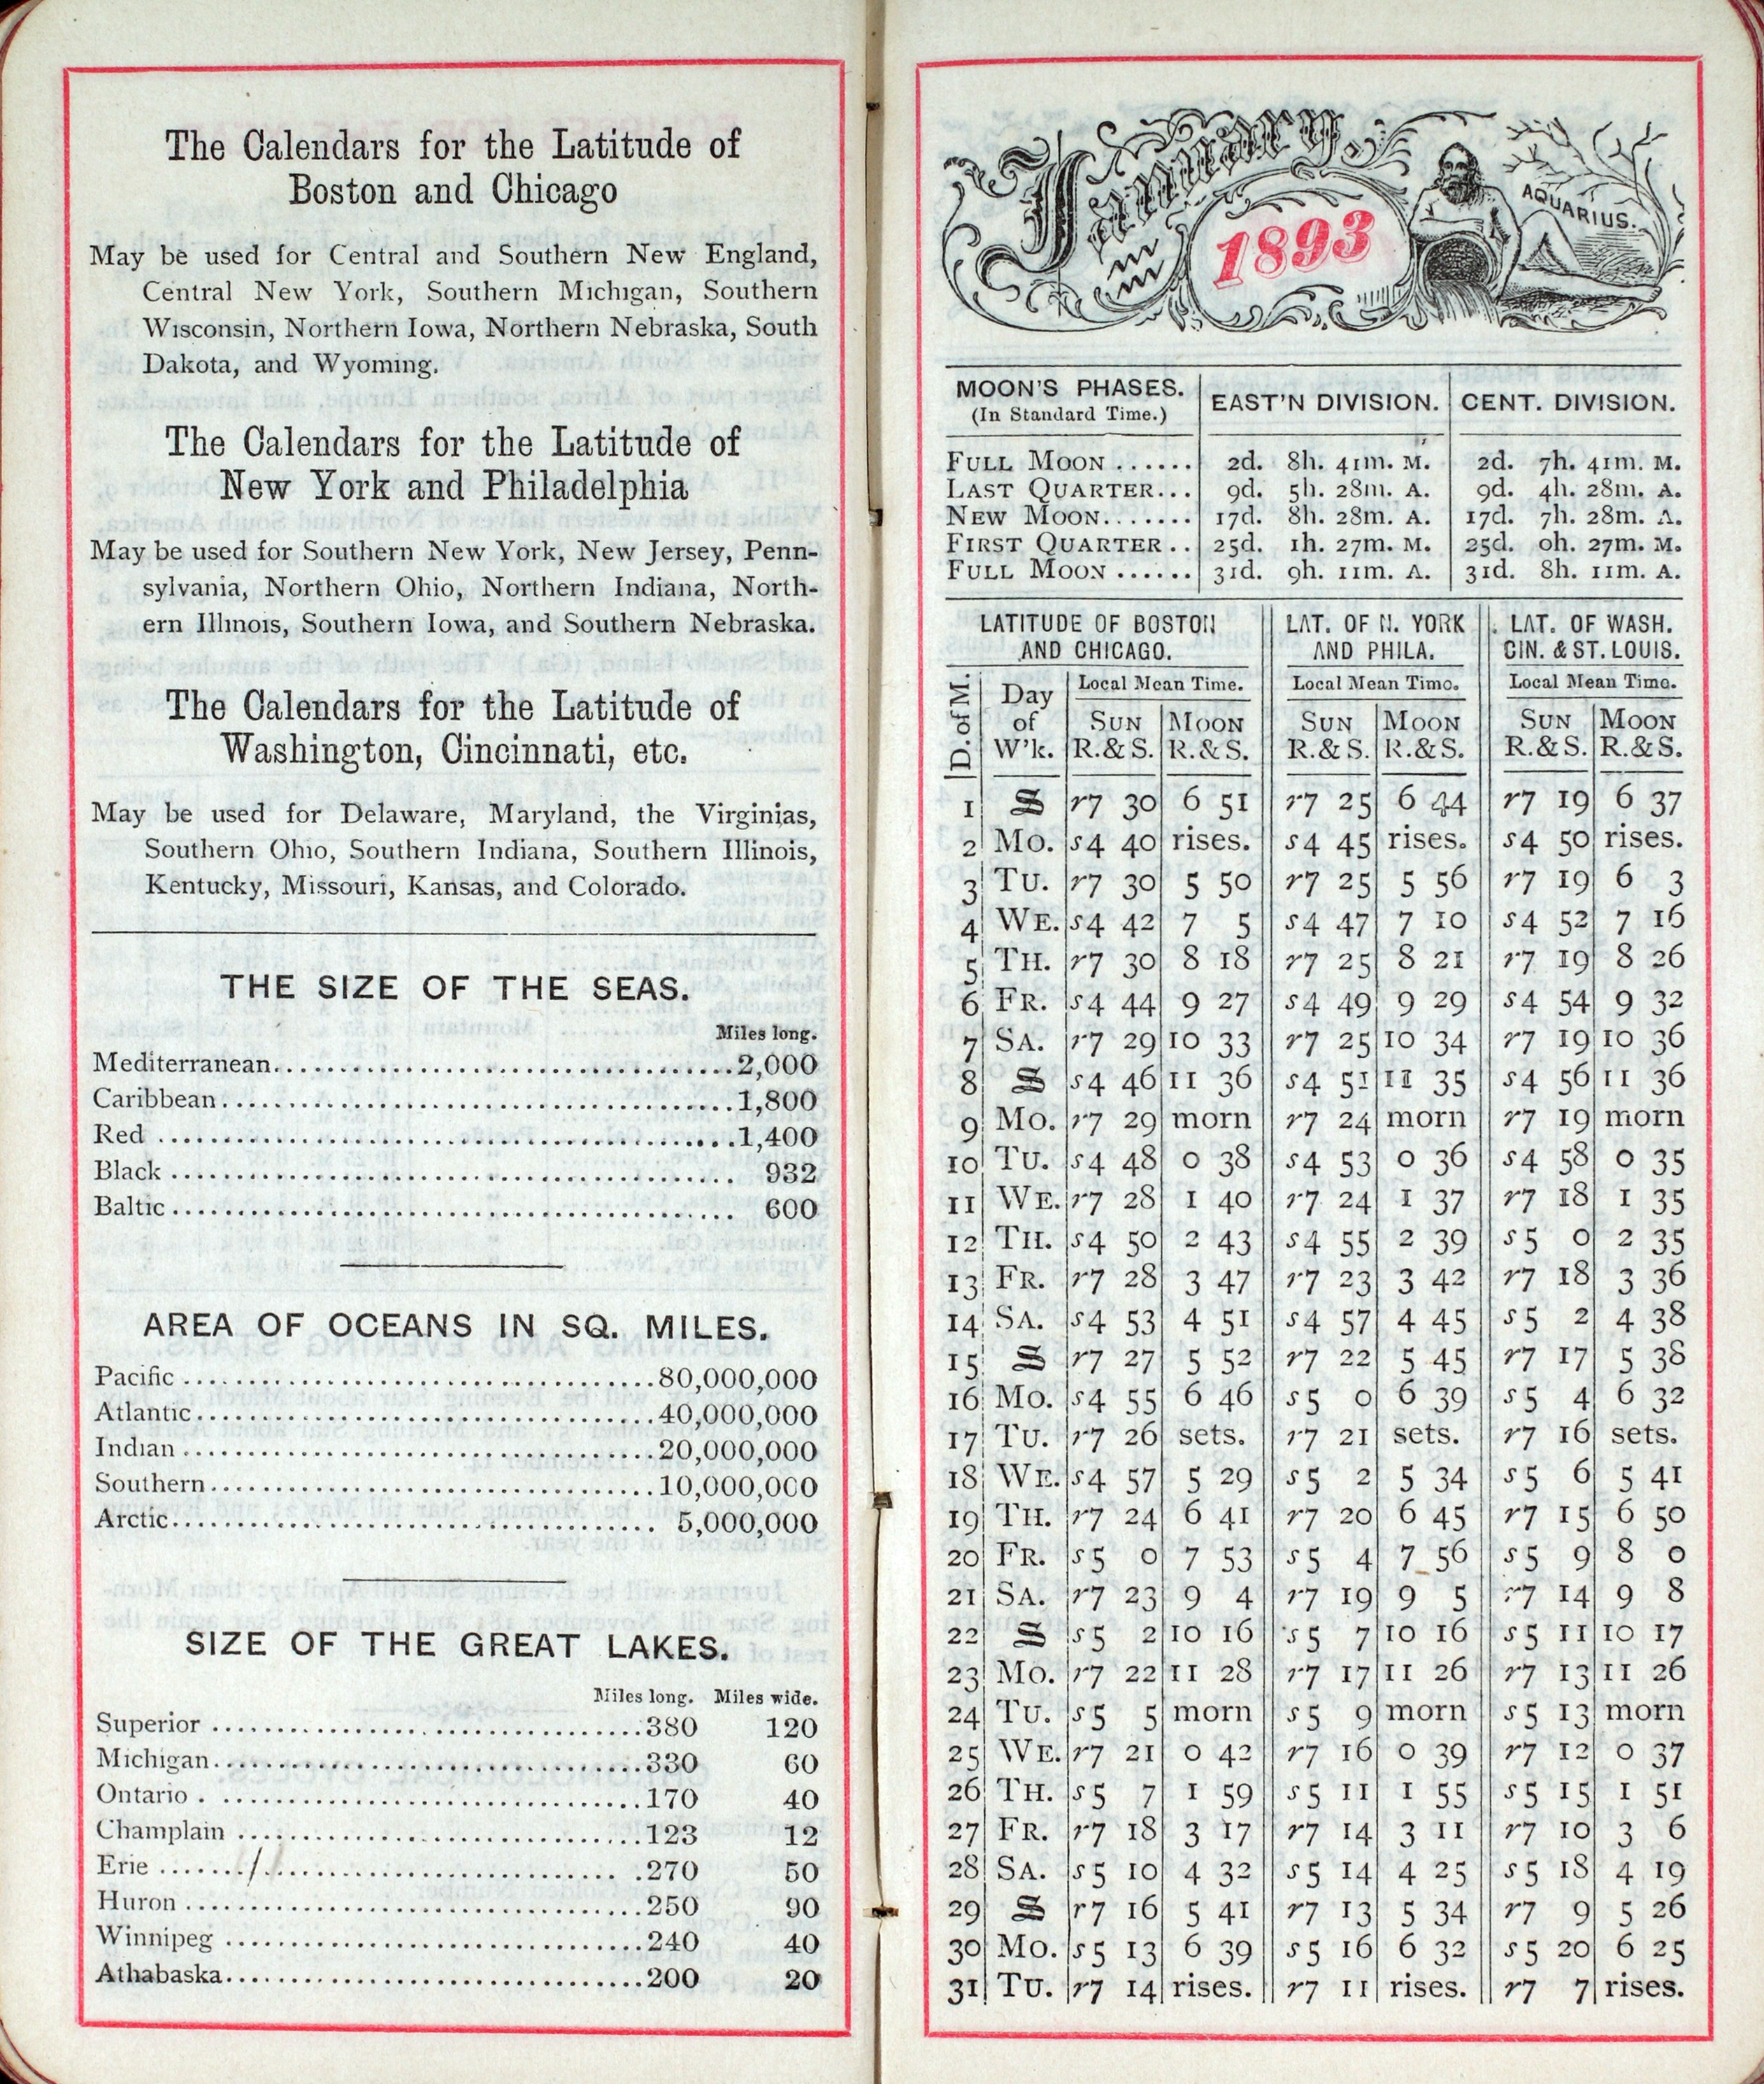 The Calendars for the Latitude of
Boston and Chicago
May be used for Central and Southern New England,
Central New York, Southern Michigan, Southern
Wisconsin, Northern Iowa, Northern Nebraska, South
Dakota, and Wyoming.
The Calendars for the Latitude of
New York and Philadelphia
May be used for Southern New York, New Jersey, Penn-
sylvania, Northern Ohio, Northern Indiana, North-
ern Illinois, Southern Iowa, and Southern Nebraska.
The Calendars for the Latitude of
Washington, Cincinnati, etc.
May be used for Delaware, Maryland, the Virginias,
Southern Ohio, Southern Indiana, Southern Illinois,
Kentucky, Missouri, Kansas, and Colorado.
THE SIZE OF THE SEAS.
Miles long.
Mediterranean....................................2,000
Caribbean....................................1,800
Red ....................................1,400
Black .................................... 932
Baltic .................................... 600
AREA OF OCEANS IN SQ. MILES.
Pacific ..............................80,000,000
Atlantic..............................40,000,000
Indian ..............................20,000,000
Southern..............................10,000,000
Arctic.............................. 5,000,000
SIZE OF THE GREAT LAKES.
Miles long. Miles wide.
Superior ..............................380 120
Michigan..............................330 60
Ontario . ............................170 40
Champlain ............................123 12
Erie ..............................270 50
Huron ..............................250 90
Winnipeg ..............................240 40
Athabaska..............................200 20
January,
1893
AQUARIUS.
MOON'S PHASES. EAST'N DIVISION. CENT. DIVISION.
(In Standard Time.)
FULL MOON ...... 2d. 8h. 41m. M. 2d. 7h. 41m. M.
LAST QUARTER... 9d. 5h. 28m. A. 9d. 4h. 28m. A.
NEW MOON....... 17d. 8h. 28m. A. 17d. 7h. 28m. A.
FIRST QUARTER .. 25d. 1h. 27m. M. 25d. 0h. 27m. M.
FULL MOON ...... 31d. 9h. 11m. A. 31d. 8h. 11m. A.
LATITUDE OF BOSTON LAT. OF N. YORK LAT. OF WASH.
AND CHICAGO. AND PHILA. CIN. & ST. LOUIS.
D. of M. Day Local Mean Time. Local Mean Time. Local Mean Time.
of SUN MOON SUN MOON SUN MOON
W'k. R. & S. R. & S. R. & S. R. & S. R. & S. R. & S.
1 S r7 30 6 51 r7 25 6 44 r7 19 6 37
2 MO. s4 40 rises. s4 45 rises. s4 50 rises.
3 TU. r7 30 5 50 r7 25 5 56 r7 19 6 3
4 WE. s4 42 7 5 s4 47 7 10 s4 52 7 16
5 TH. r7 30 8 18 r7 25 8 21 r7 19 8 26
6 FR. s4 44 9 27 s4 49 9 29 s4 54 9 32
7 SA. r7 29 10 33 r7 25 10 34 r7 19 10 36
8 S s4 46 11 36 s4 51 11 35 s4 56 11 36
9 MO. r7 29 morn r7 24 morn r7 19 morn
10 TU. s4 48 0 38 s4 53 0 36 s4 58 0 35
11 WE. r7 28 1 40 r7 24 1 37 r7 18 1 35
12 TH. s4 50 2 43 s4 55 2 39 s5 0 2 35
13 FR. r7 28 3 47 r7 23 3 42 r7 18 3 36
14 SA. s4 53 4 51 s4 57 4 45 s5 2 4 38
15 S r7 27 5 52 r7 22 5 45 r7 17 5 38
16 MO. s4 55 6 46 s5 0 6 39 s5 4 6 32
17 TU. r7 26 sets. r7 21 sets. r7 16 sets.
18 WE. s4 57 5 29 s5 2 5 34 s5 6 5 41
19 TH. r7 24 6 41 r7 20 6 45 r7 15 6 50
20 FR. s5 0 7 53 s5 4 7 56 s5 9 8 0
21 SA. r7 23 9 4 r7 19 9 5 r7 14 9 8
22 S s5 2 10 16 s5 7 10 16 s5 11 10 17
23 MO. r7 22 11 28 r7 17 11 26 r7 13 11 26
24 TU. s5 5 morn s5 9 morn s5 13 morn
25 WE. r7 21 0 42 r7 16 0 39 r7 12 0 37
26 TH. s5 7 1 59 s5 11 1 55 s5 15 1 51
27 FR. r7 18 3 17 r7 14 3 11 r7 10 3 6
28 SA. s5 10 4 32 s5 14 4 25 s5 18 4 19
29 S r7 16 5 41 r7 13 5 34 r7 9 5 26
30 MO. s5 13 6 39 s5 16 6 32 s5 20 6 25
31 TU. r7 14 rises. r7 11 rises. r7 7 rises.